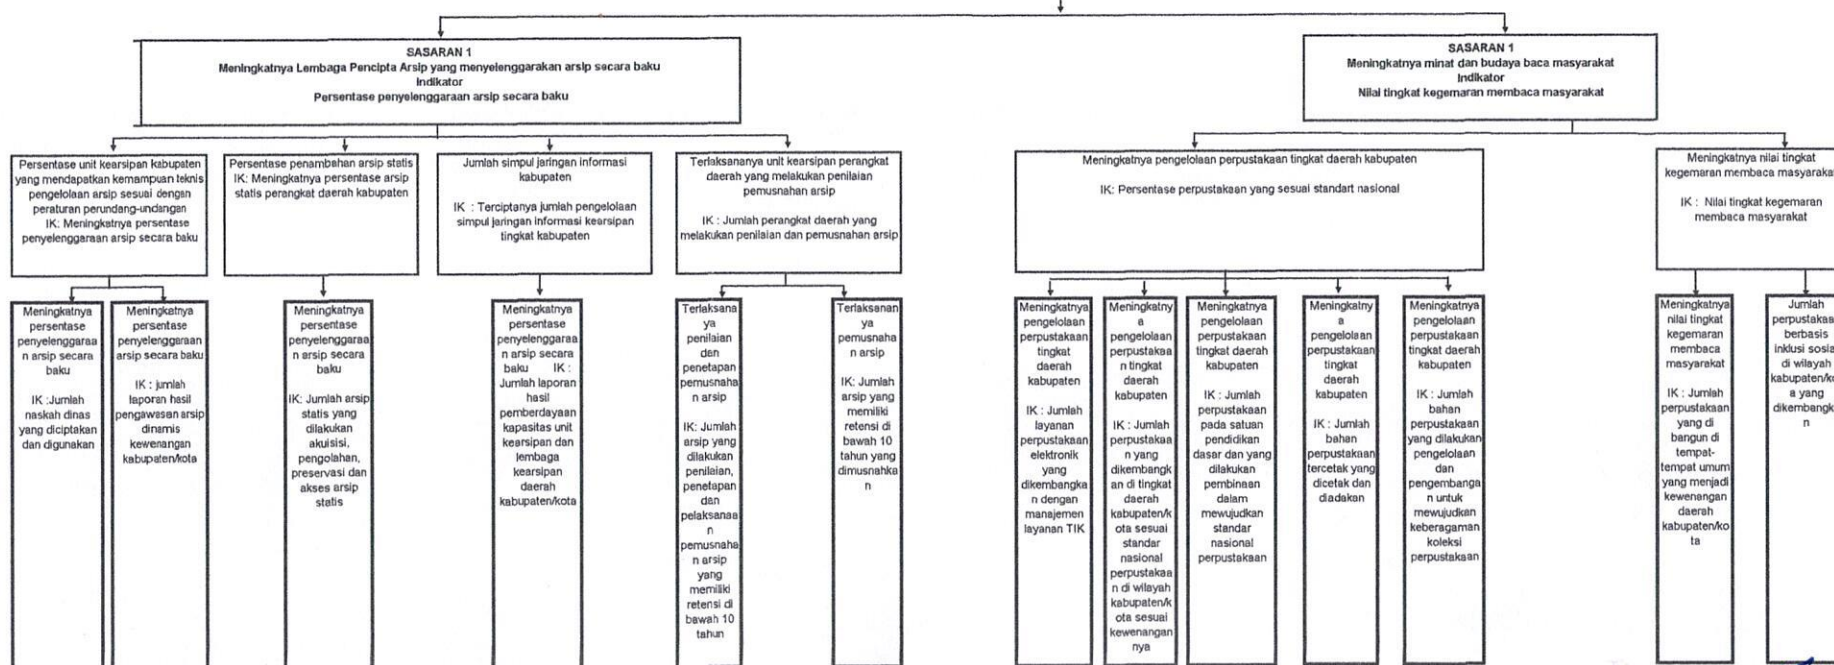 SASARAN 1
Meningkatnya Lembaga Pencipta Arsip yang menyelenggarakan arsip secara baku
Indikator
Persentase penyelenggaraan arsip secara baku
SASARAN 1
Meningkatnya minat dan budaya baca masyarakat
Indikator
Nilai tingkat kegemaran membaca masyarakat
Persentase unit kearsipan kabupaten
yang mendapatkan kemampuan teknis
pengelolaan arsip sesuai dengan
peraturan perundang-undangan
IK: Meningkatnya persentase
penyelenggaraan arsip secara baku
Persentase penambahan arsip statis
IK: Meningkatnya persentase arsip
statis perangkat daerah kabupaten
Jumlah simpul jaringan informasi
kabupaten
IK : Terciptanya jumlah pengelolaan
simpul jaringan informasi kearsipan
tingkat kabupaten
Terlaksananya unit kearsipan perangkat
daerah yang melakukan penilaian
pemusnahan arsip
IK : Jumlah perangkat daerah yang
melakukan penilaian dan pemusnahan arsip
Meningkatnya pengelolaan perpustakaan tingkat daerah kabupaten
IK: Persentase perpustakaan yang sesuai standart nasional
Meningkatnya nilai tingkat
kegemaran membaca masyarakat
IK : Nilai tingkat kegemaran
membaca masyarakat
Meningkatnya
persentase
penyelenggaraa
n arsip secara
baku
IK :Jumlah
naskah dinas
yang diciptakan
dan digunakan
Meningkatnya
persentase
penyelenggaraan
arsip secara baku
IK : jumlah
laporan hasil
pengawasan arsip
dinamis
kewenangan
kabupaten/kota
Meningkatnya
persentase
penyelenggaraa
n arsip secara
baku
IK: Jumlah arsip
statis yang
dilakukan
akuisisi,
pengolahan,
preservasi dan
akses arsip
statis
Meningkatnya
persentase
penyelenggaraa
n arsip secara
baku IK :
Jumlah laporan
hasil
pemberdayaan
kapasitas unit
kearsipan dan
lembaga
kearsipan
daerah
kabupaten/kota
Terlaksana
ya
penilaian
dan
penetapan
pemusnaha
n arsip
IK: Jumlah
arsip yang
dilakukan
penilaian,
penetapan
dan
pelaksanaa
n
pemusnaha
n arsip
yang
memiliki
retensi di
bawah 10
tahun
Terlaksanan
ya
pemusnaha
n arsip
IK: Jumlah
arsip yang
memiliki
retensi di
bawah 10
tahun yang
dimusnahka
n
Meningkatnya
pengelolaan
perpustakaan
tingkat
daerah
kabupaten
IK : Jumlah
layanan
perpustakaan
elektronik
yang
dikembangka
n dengan
manajemen
layanan TIK
Meningkatny
a
pengelolaan
perpustakaa
n tingkat
daerah
kabupaten
IK : Jumlah
perpustakaa
n yang
dikembangk
an di tingkat
daerah
kabupaten/k
ota sesuai
standar
nasional
perpustakaa
n di wilayah
kabupaten/k
ota sesuai
kewenangan
nya
Meningkatnya
pengelolaan
perpustakaan
tingkat daerah
kabupaten
IK : Jumlah
perpustakaan
pada satuan
pendidikan
dasar dan yang
dilakukan
pembinaan
dalam
mewujudkan
standar
nasional
perpustakaan
Meningkatny
a
pengelolaan
perpustakaan
tingkat
daerah
kabupaten
IK : Jumlah
bahan
perpustakaan
tercetak yang
dicetak dan
diadakan
Meningkatnya
pengelolaan
perpustakaan
tingkat daerah
kabupaten
IK : Jumlah
bahan
perpustakaan
yang dilakukan
pengelolaan
dan
pengembanga
n untuk
mewujudkan
keberagaman
koleksi
perpustakaan
Meningkatnya
nilai tingkat
kegemaran
membaca
masyarakat
IK : Jumlah
perpustakaan
yang di
bangun di
tempat-
tempat umum
yang menjadi
kewenangan
daerah
kabupaten/ko
ta
Jumlah
perpustakaa
berbasis
inklusi sosia
di wilayah
kabupaten/ko
a yang
dikembangk
n